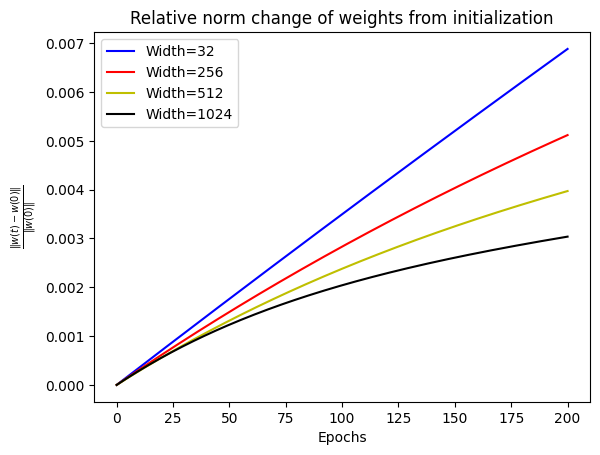 Relative norm change of weights from initialization
Width=32
Width=256
Width=512
Width=1024
0.007
0.006
0.005
0.004
0.003
0.002
0.001
0.000
||w(t) − w(0)||
||w(0)||
0 25 50 75 100 125 150 175 200
Epochs